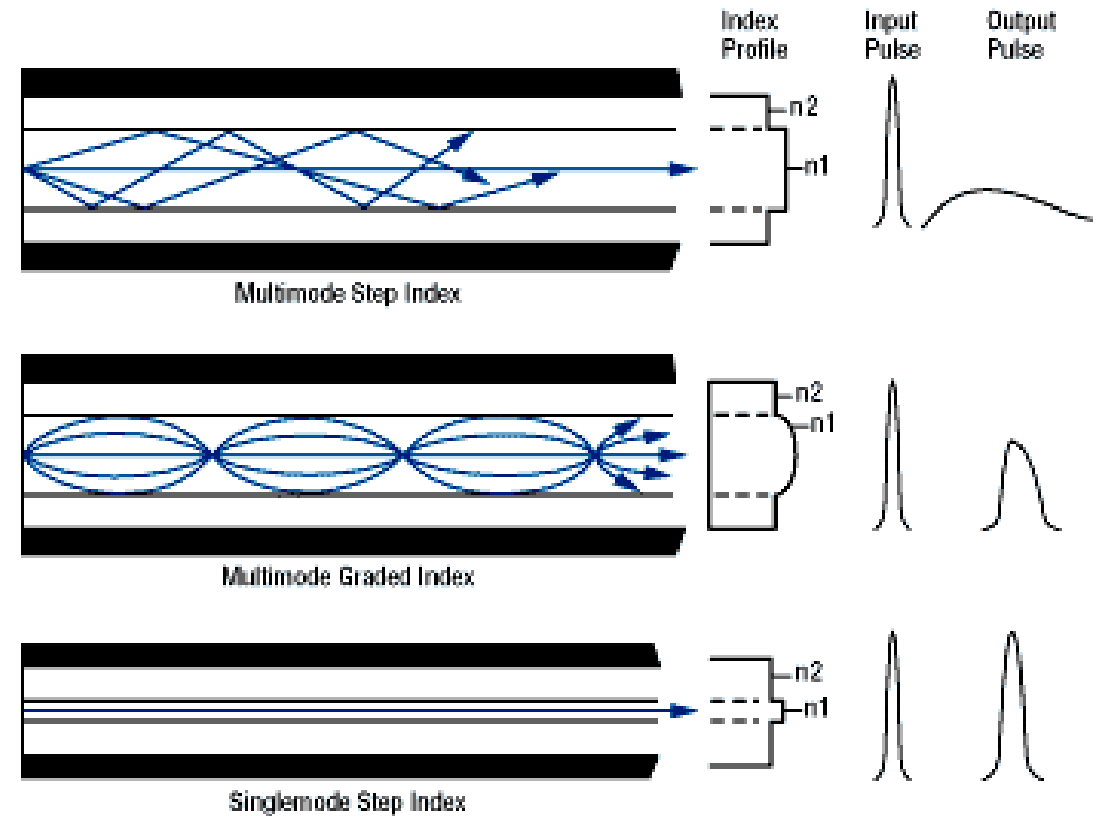 Index
Profile
Input
Pulse
Output
Pulse
n2
n1
Multimode Step Index
n2
n1
Multimode Graded Index
n2
n1
Singlemode Step Index